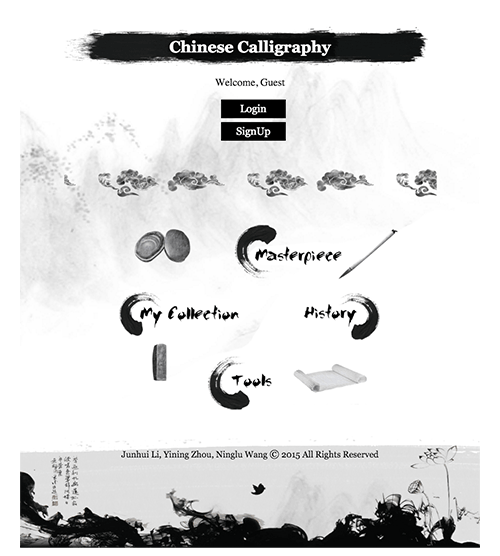 Chinese Calligraphy
Welcome, Guest
Login
SignUp
Masterpiece
My Collection
History
Tools
Junhui Li, Yining Zhou, Ninglu Wang © 2015 All Rights Reserved